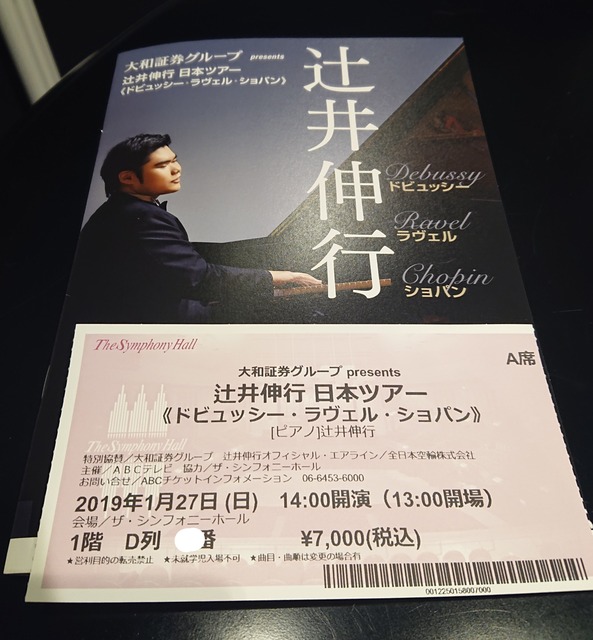 大和証券グループ presents
辻井伸行 日本ツアー
《ドビュッシー・ラヴェル・ショパン》
辻井伸行
Debussy
ドビュッシー
Ravel
ラヴェル
Chopin
ショパン
The Symphony Hall
A席
大和証券グループ presents
辻井伸行 日本ツアー
《ドビュッシー・ラヴェル・ショパン》
[ピアノ]辻井伸行
The Symphony Hall
特別協賛／大和証券グループ 辻井伸行オフィシャル・エアライン／全日本空輸株式会社
主催／ABCテレビ 協力／ザ・シンフォニーホール
お問い合せ／ABCチケットインフォメーション 06-6453-6000
2019年1月27日(日) 14:00開演（13:00開場）
会場／ザ・シンフォニーホール
1階 D列 番 ¥7,000(税込)
★営利目的の転売禁止 ★未就学児入場不可 ★曲目・曲順は変更の場合有
0012250158007000